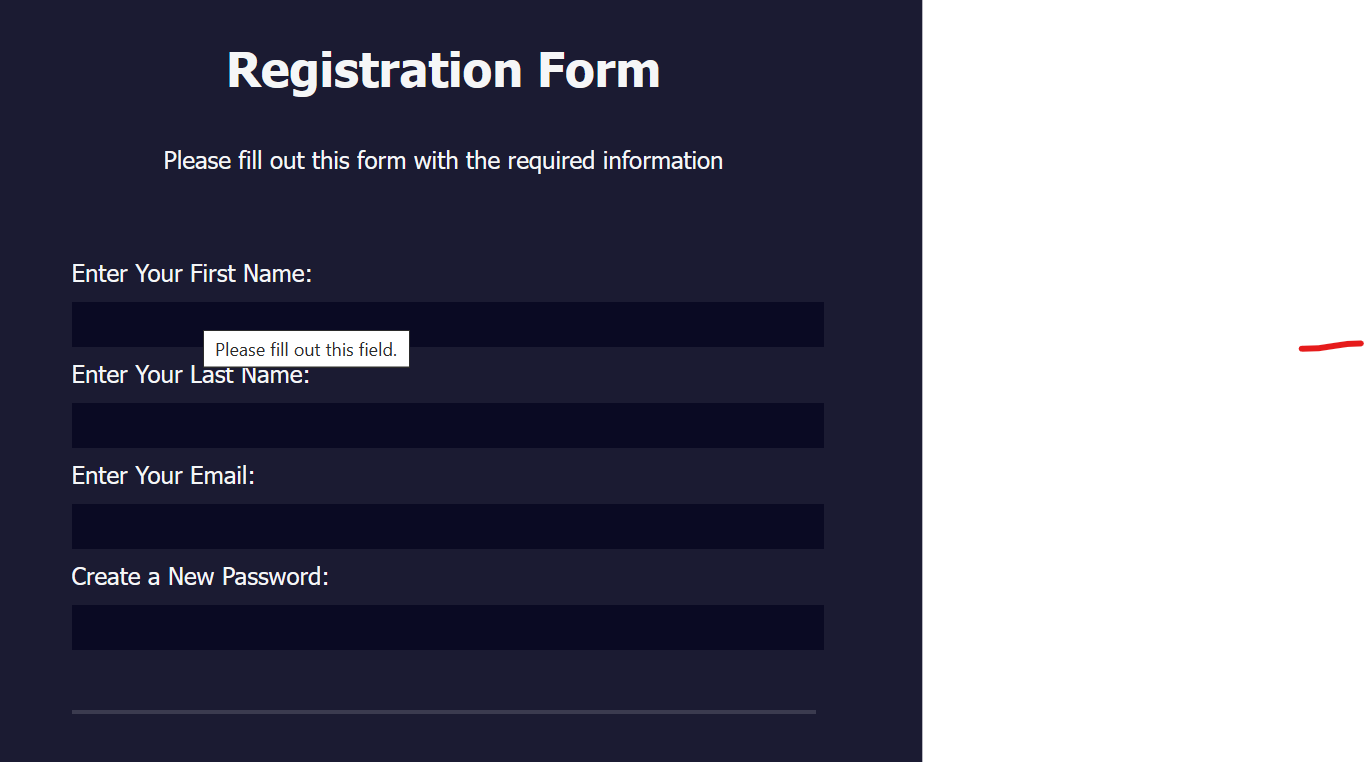 Registration Form
Please fill out this form with the required information
Enter Your First Name:
Please fill out this field.
Enter Your Last Name:
Enter Your Email:
Create a New Password: